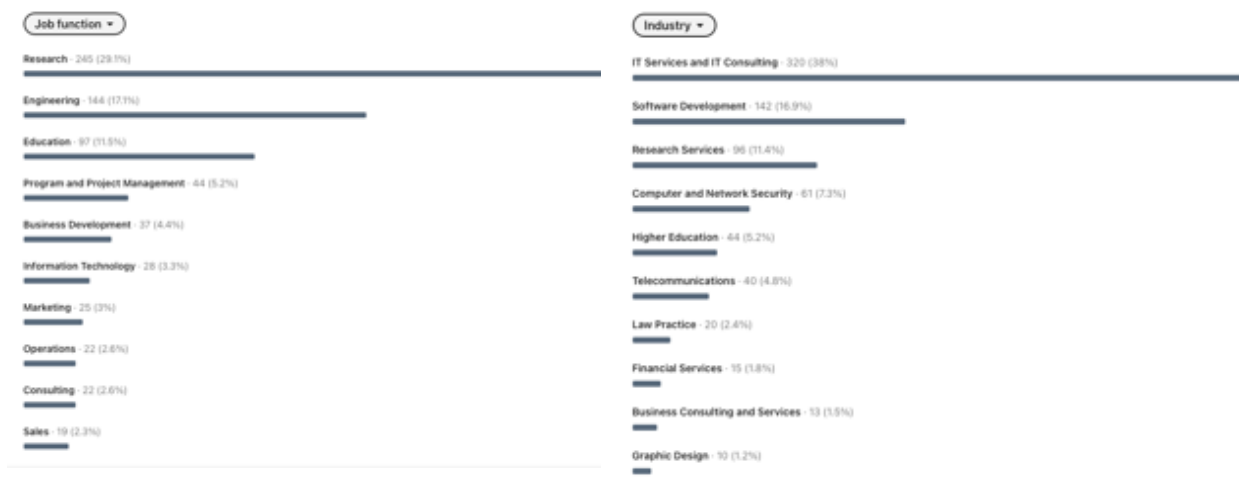 Job function
Research · 245 (29.1%)
Engineering · 144 (17.1%)
Education · 97 (11.5%)
Program and Project Management · 44 (5.2%)
Business Development · 37 (4.4%)
Information Technology · 28 (3.3%)
Marketing · 25 (3%)
Operations · 22 (2.6%)
Consulting · 22 (2.6%)
Sales · 19 (2.3%)
Industry
IT Services and IT Consulting · 320 (38%)
Software Development · 142 (16.9%)
Research Services · 96 (11.4%)
Computer and Network Security · 61 (7.3%)
Higher Education · 44 (5.2%)
Telecommunications · 40 (4.8%)
Law Practice · 20 (2.4%)
Financial Services · 15 (1.8%)
Business Consulting and Services · 13 (1.5%)
Graphic Design · 10 (1.2%)